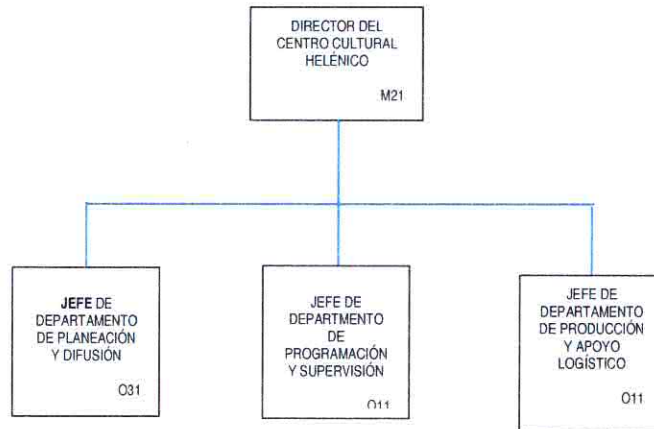 DIRECTOR DEL
CENTRO CULTURAL
HELÉNICO
M21
JEFE DE
DEPARTAMENTO
DE PLANEACIÓN
Y DIFUSIÓN
O31
JEFE DE
DEPARTMENTO
DE
PROGRAMACIÓN
Y SUPERVISIÓN
O11
JEFE DE
DEPARTAMENTO
DE PRODUCCIÓN
Y APOYO
LOGÍSTICO
O11